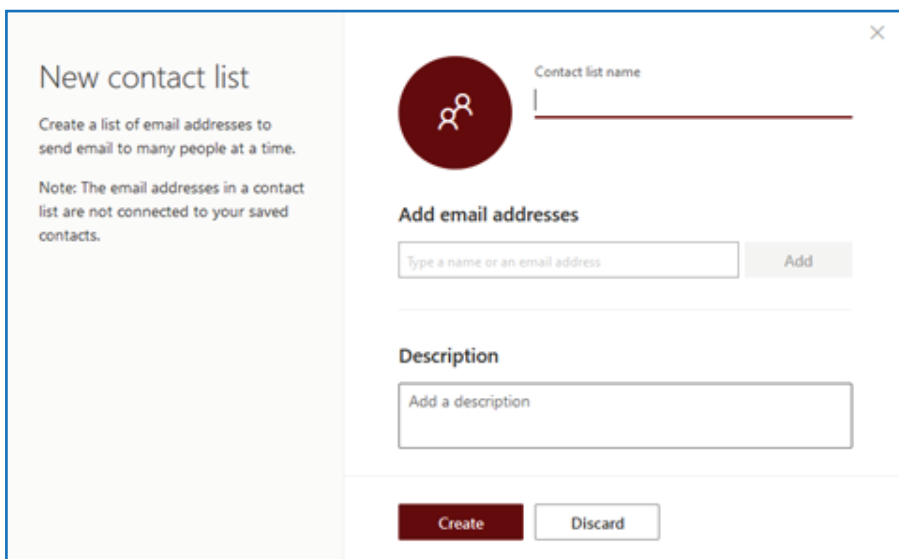 New contact list
Create a list of email addresses to
send email to many people at a time.
Note: The email addresses in a contact
list are not connected to your saved
contacts.
Contact list name
Add email addresses
Type a name or an email address
Add
Description
Add a description
Create
Discard